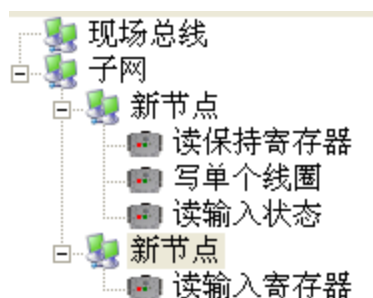 现场总线
子网
新节点
读保持寄存器
写单个线圈
读输入状态
新节点
读输入寄存器